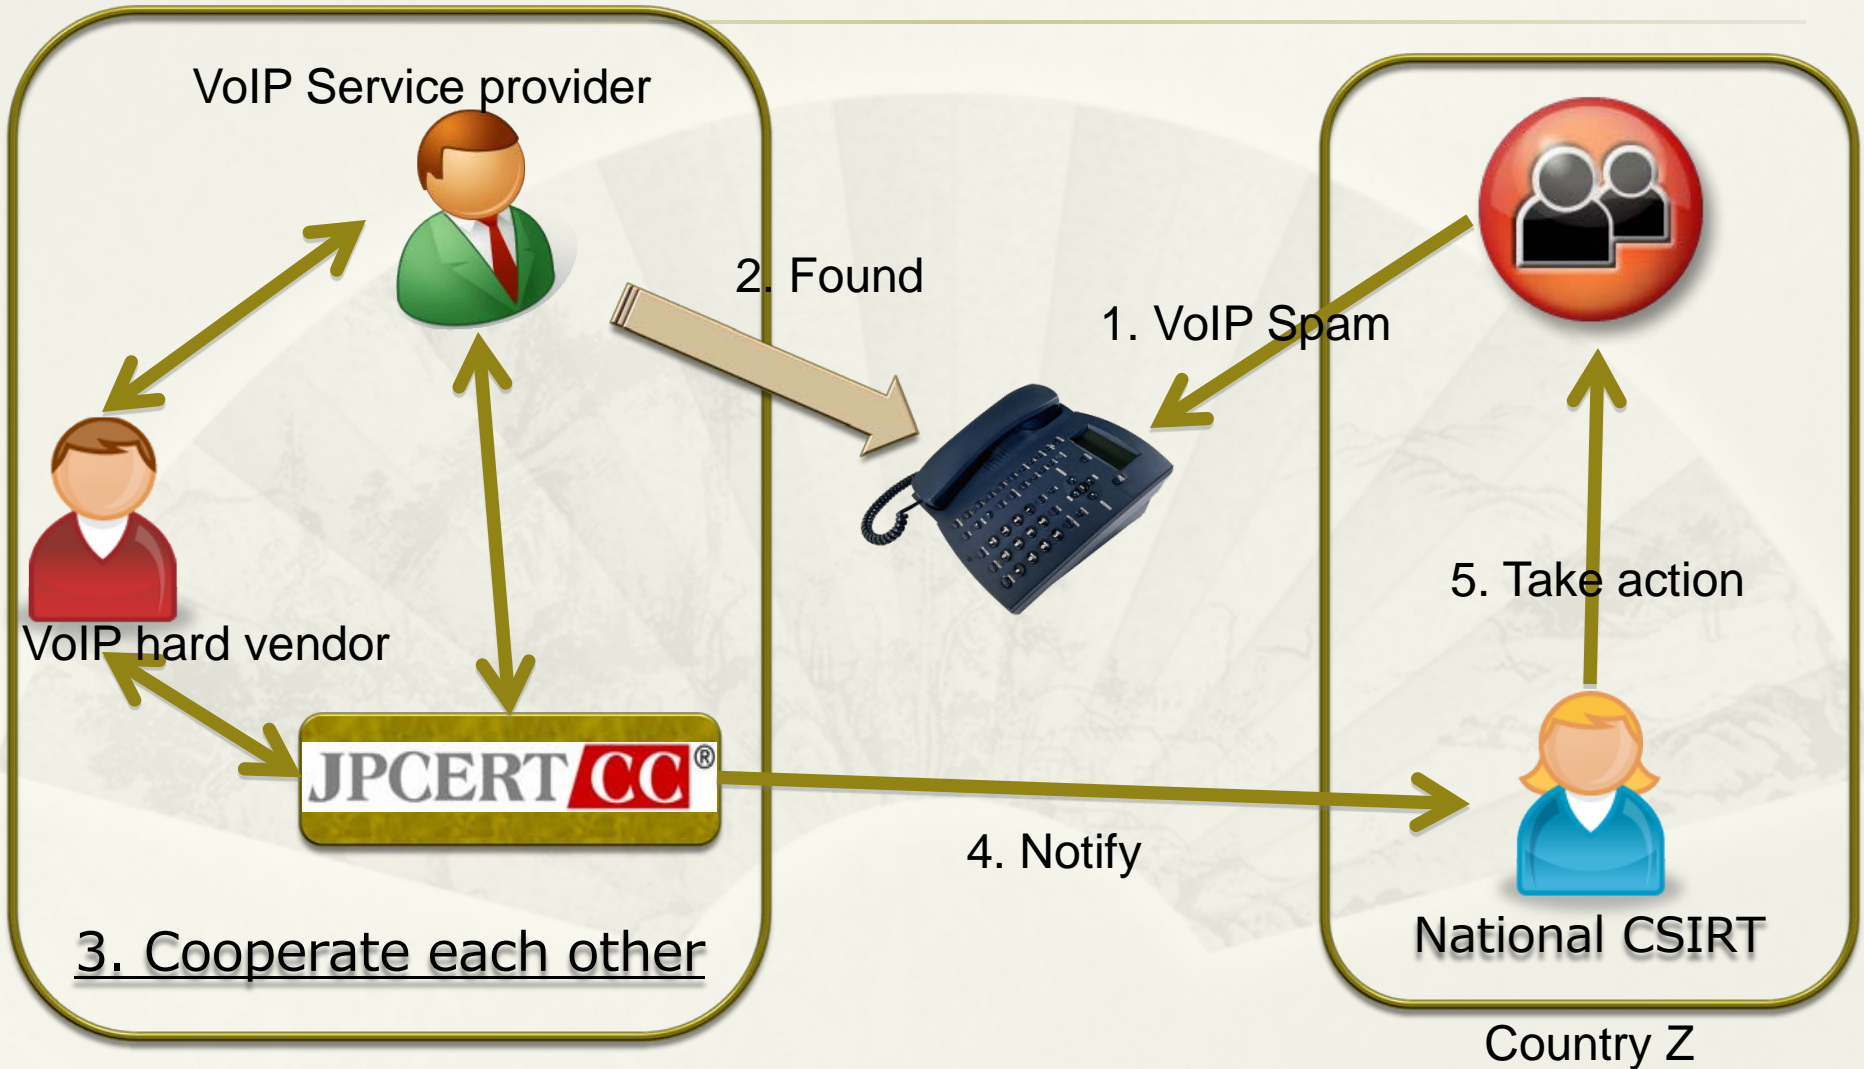 VoIP Service provider
2. Found
1. VoIP Spam
5. Take action
VoIP hard vendor
JPCERT/CC®
4. Notify
3. Cooperate each other
National CSIRT
Country Z